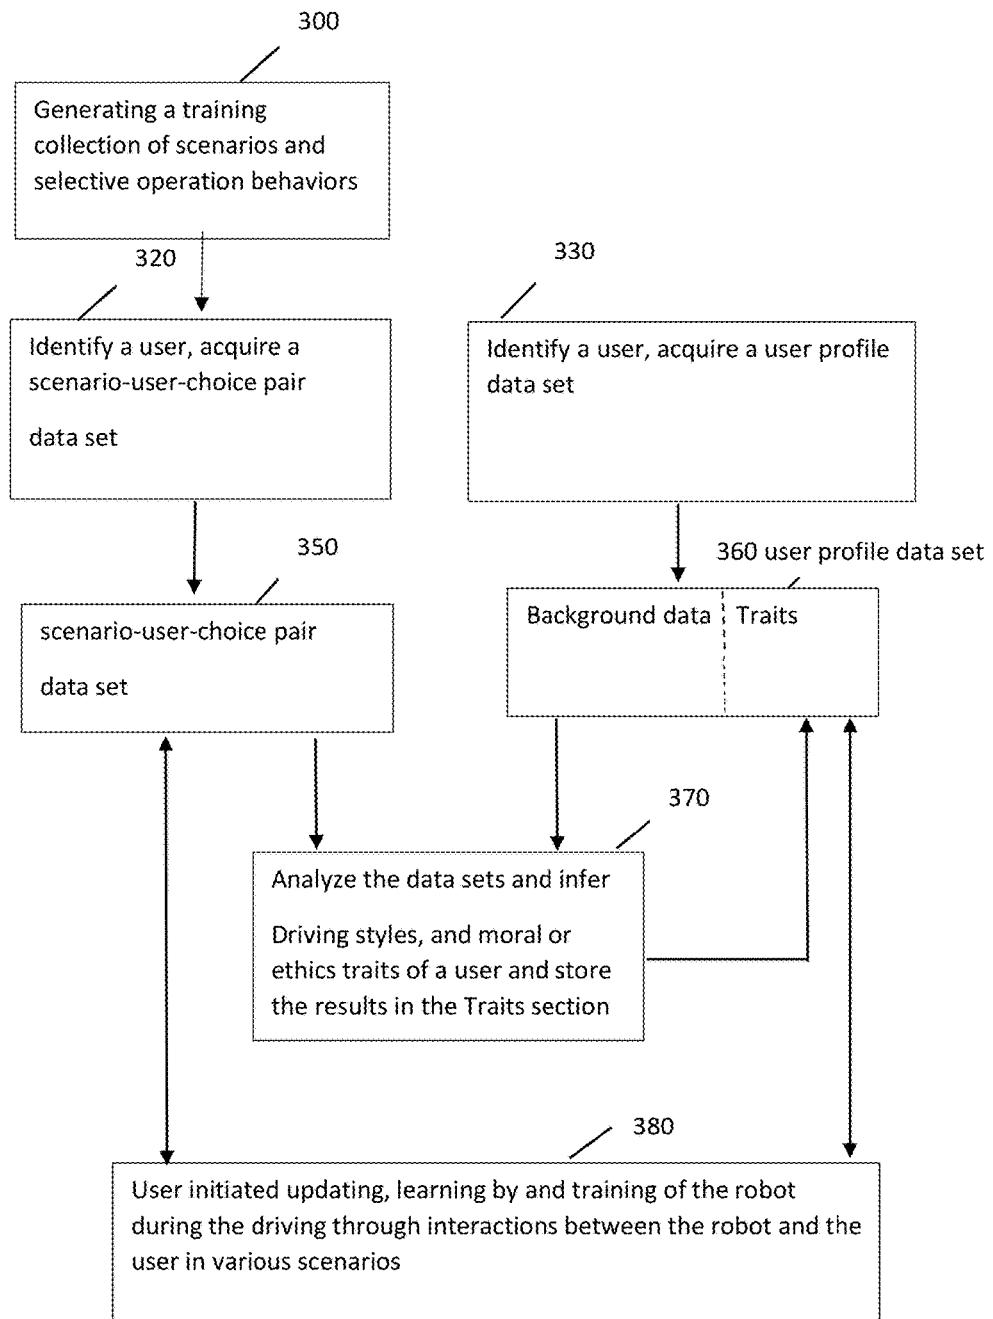 300
Generating a training
collection of scenarios and
selective operation behaviors
320
330
Identify a user, acquire a
scenario-user-choice pair
data set
Identify a user, acquire a user profile
data set
350
360 user profile data set
scenario-user-choice pair
data set
Background data
Traits
370
Analyze the data sets and infer
Driving styles, and moral or
ethics traits of a user and store
the results in the Traits section
380
User initiated updating, learning by and training of the robot
during the driving through interactions between the robot and the
user in various scenarios